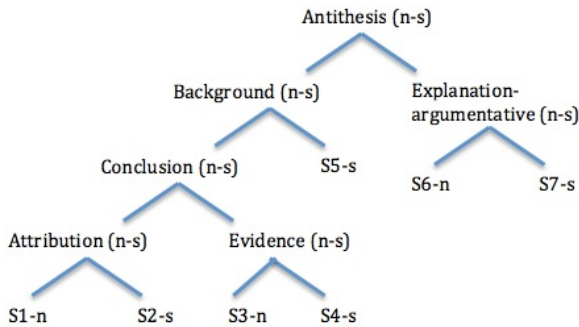 Antithesis (n-s)
Background (n-s)
Explanation-
argumentative (n-s)
Conclusion (n-s)
S5-s
S6-n
S7-s
Attribution (n-s)
Evidence (n-s)
S1-n
S2-s
S3-n
S4-s